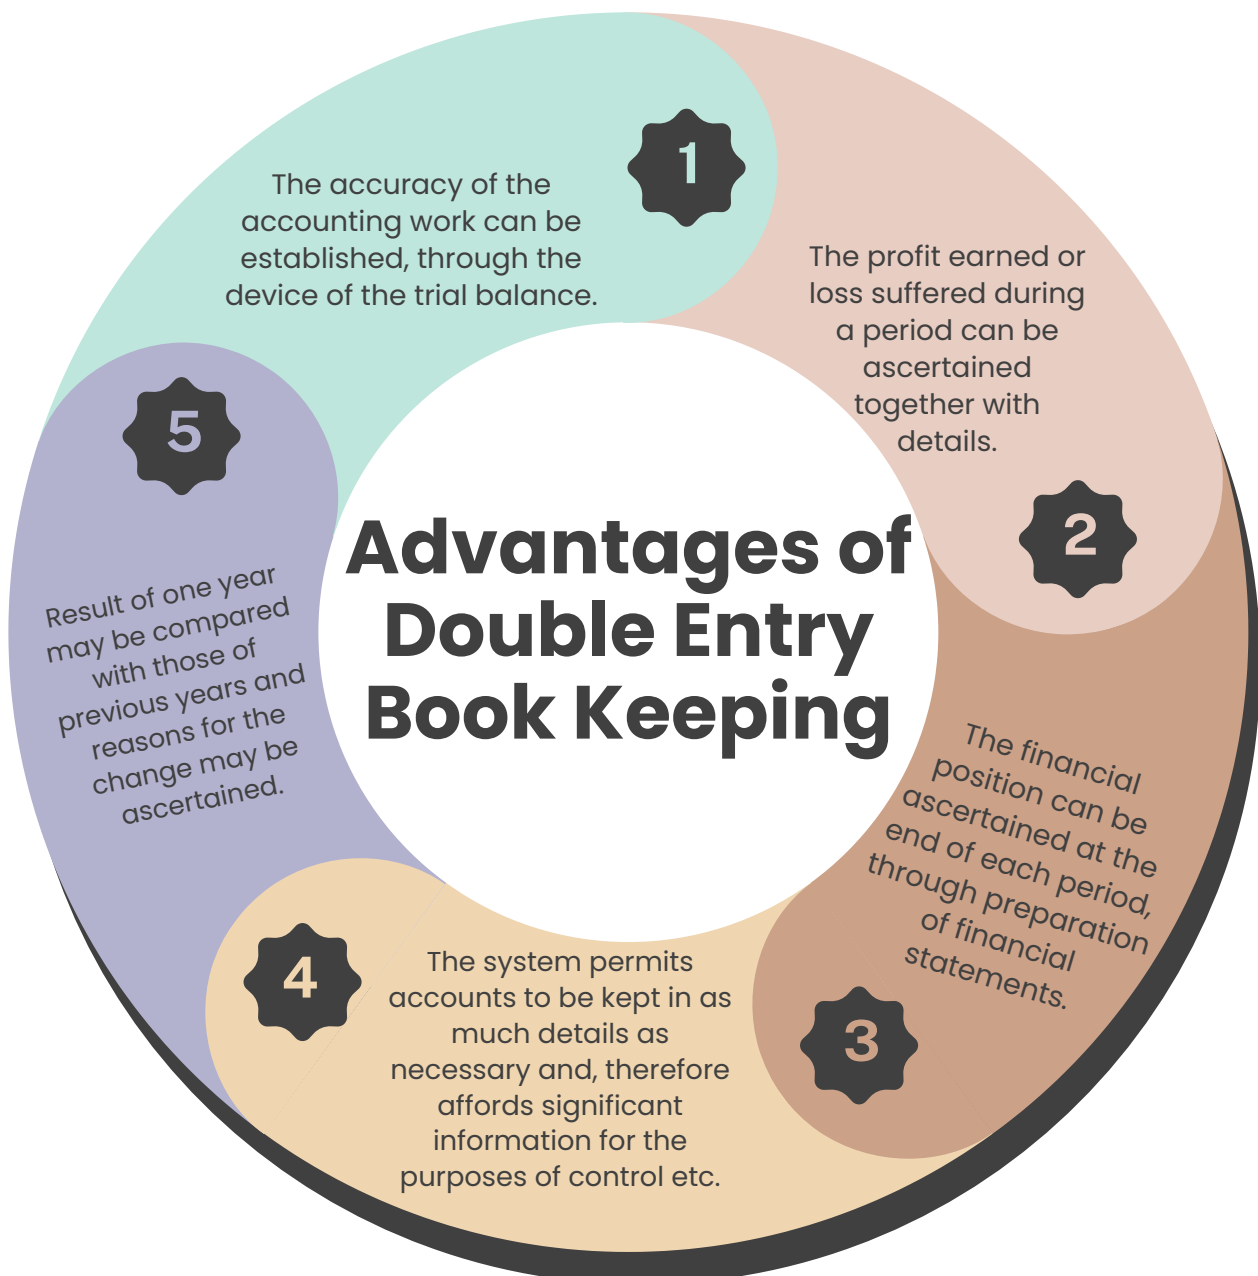 Advantages of
Double Entry
Book Keeping
1
The accuracy of the
accounting work can be
established, through the
device of the trial balance.
2
The profit earned or
loss suffered during
a period can be
ascertained
together with
details.
3
The financial
position can be
ascertained at the
end of each period,
through preparation
of financial
statements.
4
The system permits
accounts to be kept in as
much details as
necessary and, therefore
affords significant
information for the
purposes of control etc.
5
Result of one year
may be compared
with those of
previous years and
reasons for the
change may be
ascertained.